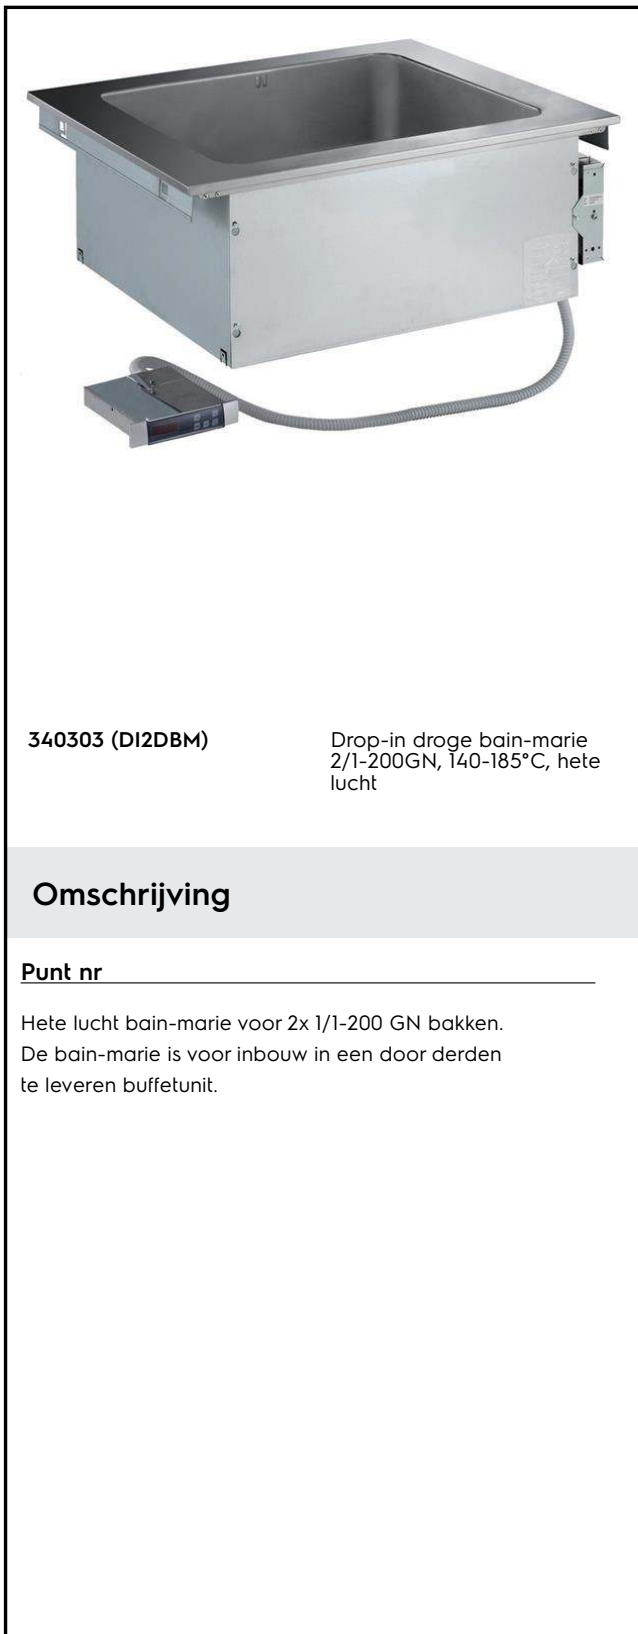 340303 (DI2DBM)
Drop-in droge bain-marie
2/1-200GN, 140-185°C, hete
lucht
Omschrijving
Punt nr
Hete lucht bain-marie voor 2x 1/1-200 GN bakken.
De bain-marie is voor inbouw in een door derden
te leveren buffetunit.